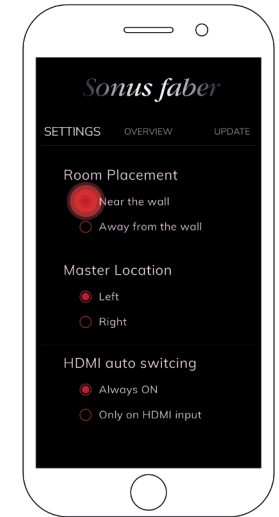 Sonus faber
SETTINGS OVERVIEW UPDATE
Room Placement
Near the wall
Away from the wall
Master Location
Left
Right
HDMI auto switcing
Always ON
Only on HDMI input